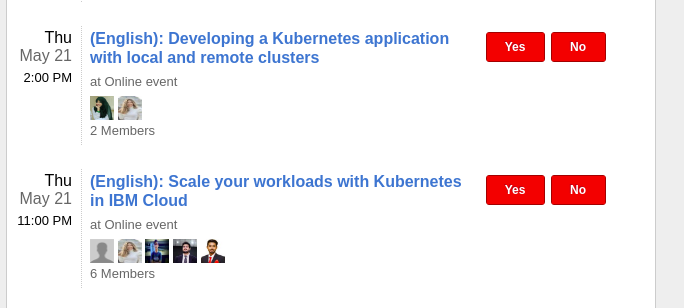 Thu
May 21
2:00 PM
(English): Developing a Kubernetes application
with local and remote clusters
at Online event
2 Members
Yes
No
Thu
May 21
11:00 PM
(English): Scale your workloads with Kubernetes
in IBM Cloud
at Online event
6 Members
Yes
No